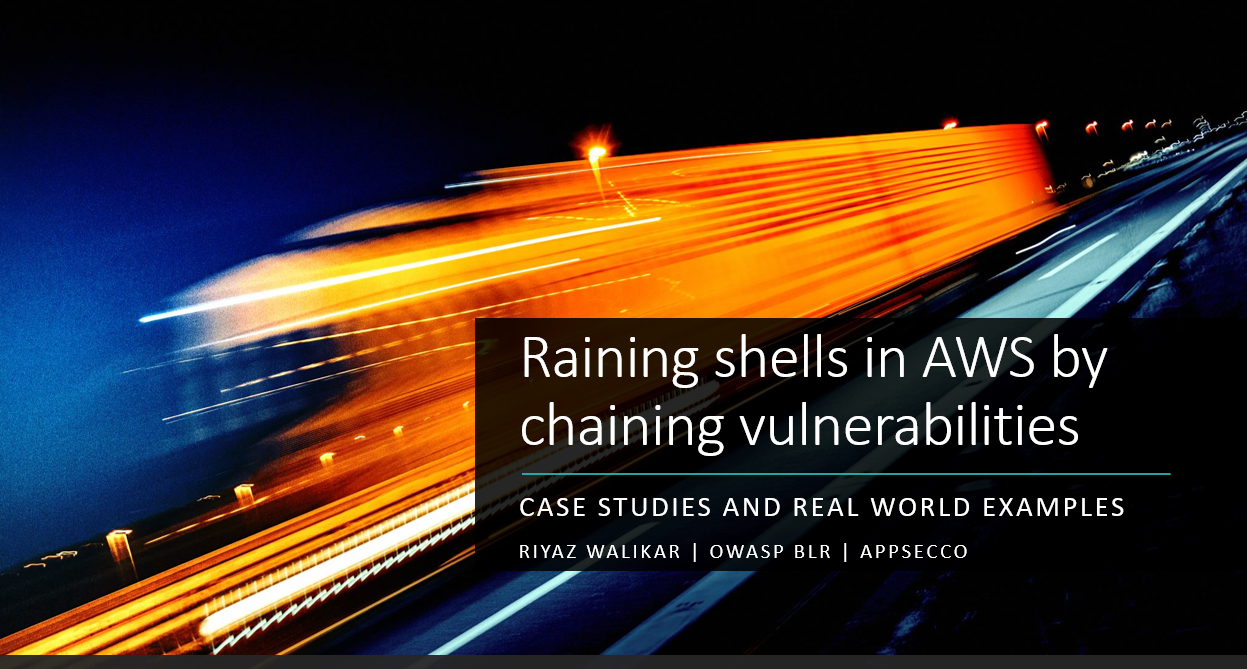 Raining shells in AWS by
chaining vulnerabilities
CASE STUDIES AND REAL WORLD EXAMPLES
RIYAZ WALIKAR | OWASP BLR | APPSECCO